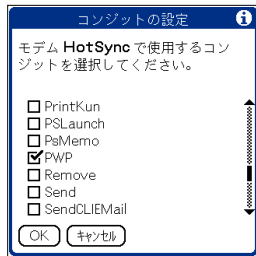 コンジットの設定
モデム HotSync で使用するコン
ジットを選択してください。
PrintKun
PSLaunch
PsMemo
PWP
Remove
Send
SendCLIEMail
OK キャンセル